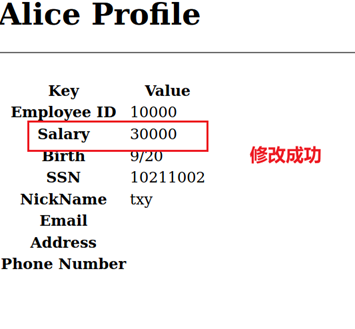 Alice Profile
Key Value
Employee ID 10000
Salary 30000
Birth 9/20
SSN 10211002
NickName txy
Email
Address
Phone Number
修改成功